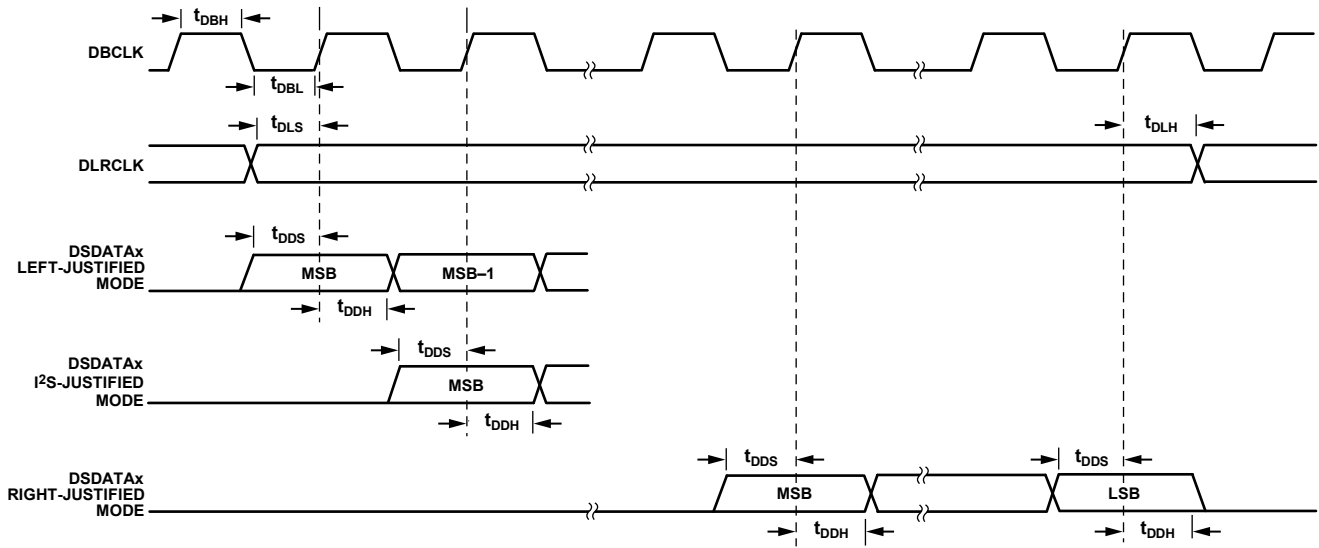 tDBH
DBCLK
tDBL
tDLS
tDLH
DLRCLK
tDDS
DSDATAx
LEFT-JUSTIFIED
MODE
MSB
MSB–1
tDDH
tDDS
DSDATAx
I2S-JUSTIFIED
MODE
MSB
tDDH
tDDS
tDDS
DSDATAx
RIGHT-JUSTIFIED
MODE
MSB
LSB
tDDH
tDDH